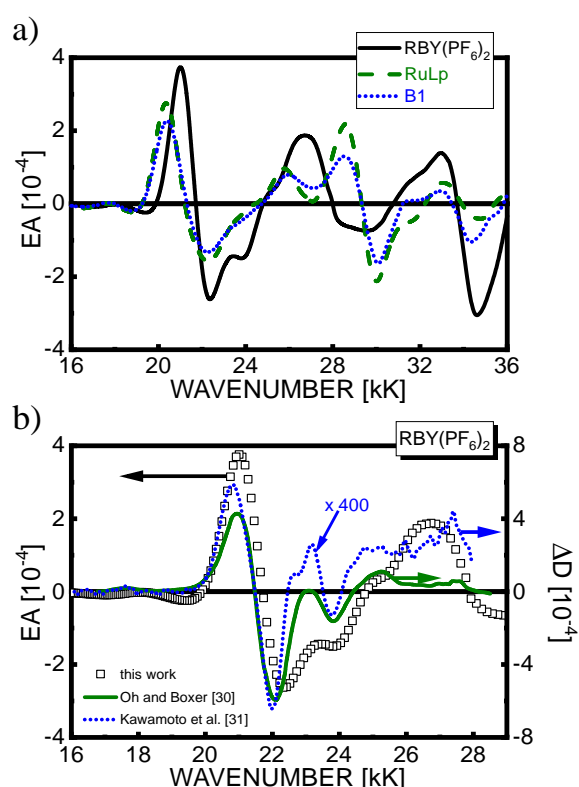 a)
RBY(PF6)2
RuLp
B1
EA [10-4]
4
2
0
-2
-4
16 20 24 28 32 36
WAVENUMBER [kK]
b)
RBY(PF6)2
x 400
EA [10-4]
4
2
0
-2
-4
8
4
0
-4
-8
ΔD [10-4]
this work
Oh and Boxer [30]
Kawamoto et al. [31]
16 18 20 22 24 26 28
WAVENUMBER [kK]